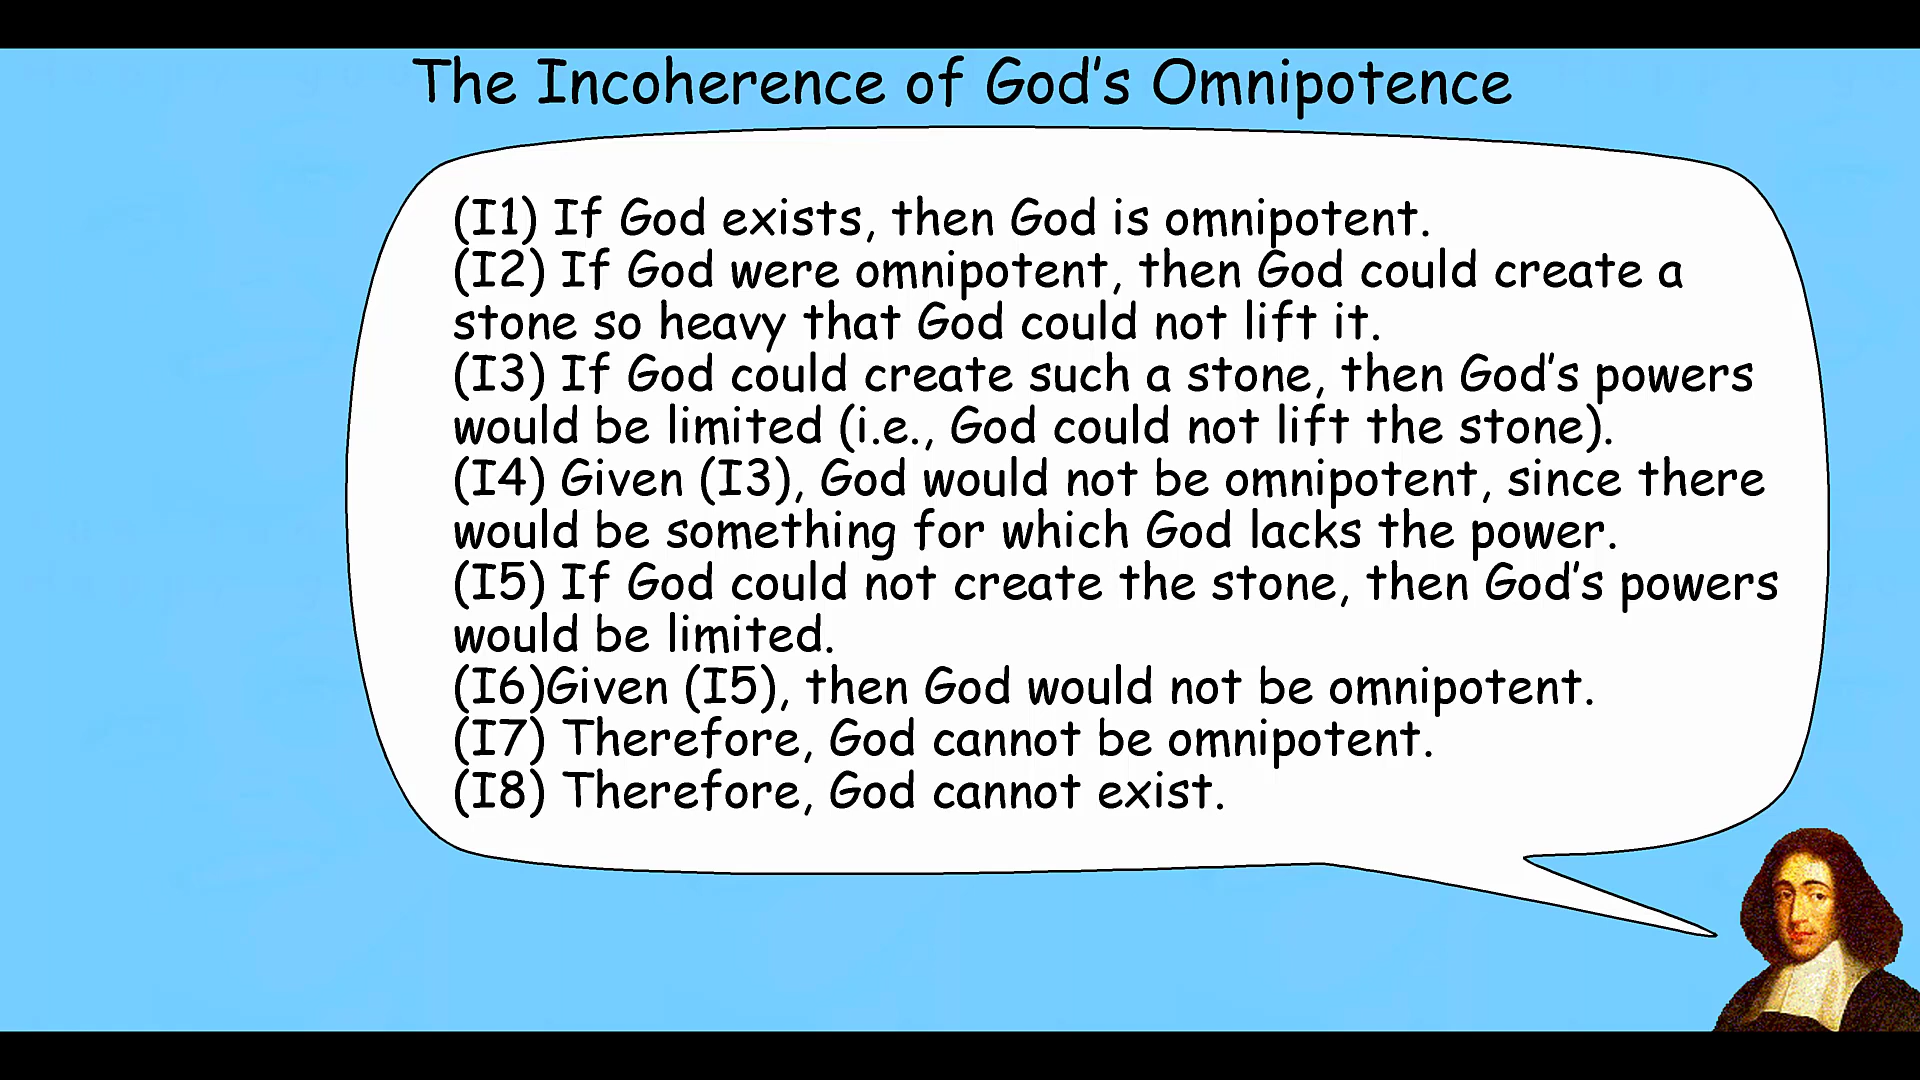 The Incoherence of God's Omnipotence
(I1) If God exists, then God is omnipotent.
(I2) If God were omnipotent, then God could create a
stone so heavy that God could not lift it.
(I3) If God could create such a stone, then God's powers
would be limited (i.e., God could not lift the stone).
(I4) Given (I3), God would not be omnipotent, since there
would be something for which God lacks the power.
(I5) If God could not create the stone, then God's powers
would be limited.
(I6)Given (I5), then God would not be omnipotent.
(I7) Therefore, God cannot be omnipotent.
(I8) Therefore, God cannot exist.